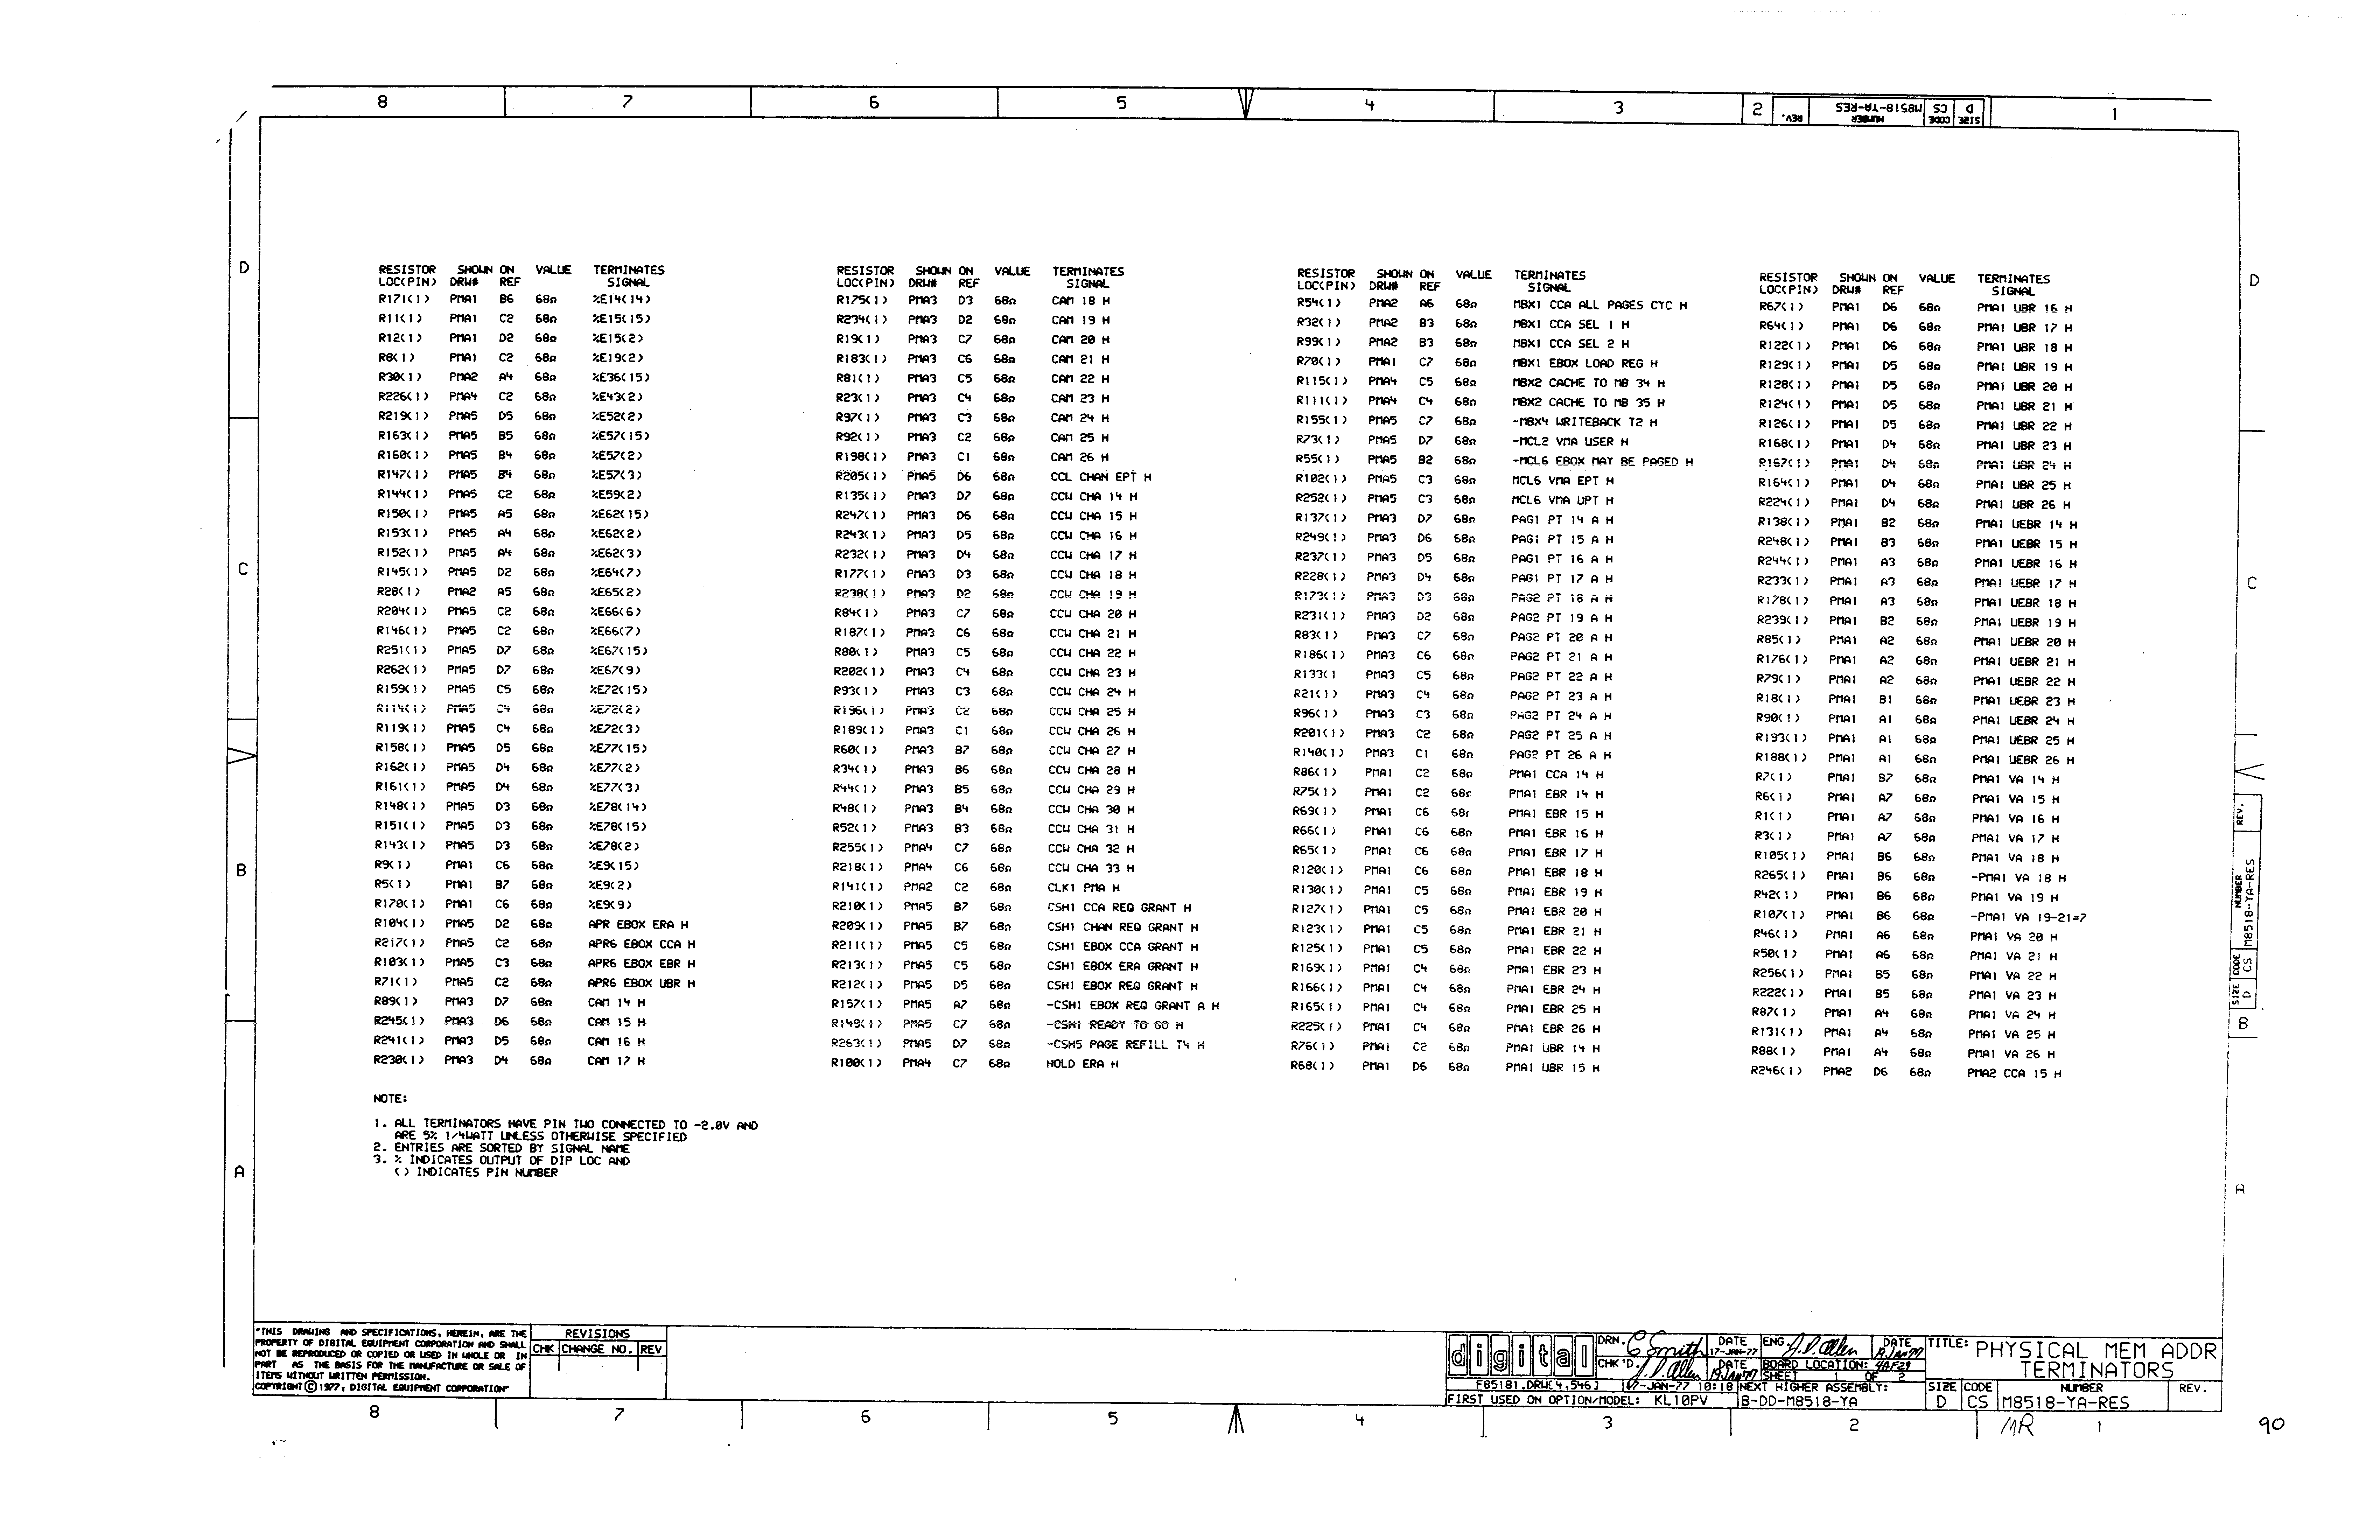 8 7 6 5 4 3 2 1
REV. NUMBER M8518-YA-RES CODE CS SIZE D
RESISTOR SHOWN ON VALUE TERMINATES
LOC(PIN) DRW# REF SIGNAL
R171(1) PMA1 B6 68Ω %E14(14)
R11(1) PMA1 C2 68Ω %E15(15)
R12(1) PMA1 D2 68Ω %E15(2)
R8(1) PMA1 C2 68Ω %E19(2)
R30(1) PMA2 A4 68Ω %E36(15)
R226(1) PMA4 C2 68Ω %E43(2)
R219(1) PMA5 D5 68Ω %E52(2)
R163(1) PMA5 B5 68Ω %E57(15)
R160(1) PMA5 B4 68Ω %E57(2)
R147(1) PMA5 B4 68Ω %E57(3)
R144(1) PMA5 C2 68Ω %E59(2)
R150(1) PMA5 A5 68Ω %E62(15)
R153(1) PMA5 A4 68Ω %E62(2)
R152(1) PMA5 A4 68Ω %E62(3)
R145(1) PMA5 D2 68Ω %E64(7)
R28(1) PMA2 A5 68Ω %E65(2)
R204(1) PMA5 C2 68Ω %E66(6)
R146(1) PMA5 C2 68Ω %E66(7)
R251(1) PMA5 D7 68Ω %E67(15)
R262(1) PMA5 D7 68Ω %E67(9)
R159(1) PMA5 C5 68Ω %E72(15)
R114(1) PMA5 C4 68Ω %E72(2)
R119(1) PMA5 C4 68Ω %E72(3)
R158(1) PMA5 D5 68Ω %E77(15)
R162(1) PMA5 D4 68Ω %E77(2)
R161(1) PMA5 D4 68Ω %E77(3)
R148(1) PMA5 D3 68Ω %E78(14)
R151(1) PMA5 D3 68Ω %E78(15)
R143(1) PMA5 D3 68Ω %E78(2)
R9(1) PMA1 C6 68Ω %E9(15)
R5(1) PMA1 B7 68Ω %E9(2)
R170(1) PMA1 C6 68Ω %E9(9)
R104(1) PMA5 D2 68Ω APR EBOX ERA H
R217(1) PMA5 C2 68Ω APR6 EBOX CCA H
R103(1) PMA5 C3 68Ω APR6 EBOX EBR H
R71(1) PMA5 C2 68Ω APR6 EBOX UBR H
R89(1) PMA3 D7 68Ω CAM 14 H
R245(1) PMA3 D6 68Ω CAM 15 H
R241(1) PMA3 D5 68Ω CAM 16 H
R230(1) PMA3 D4 68Ω CAM 17 H
RESISTOR SHOWN ON VALUE TERMINATES
LOC(PIN) DRW# REF SIGNAL
R175(1) PMA3 D3 68Ω CAM 18 H
R234(1) PMA3 D2 68Ω CAM 19 H
R19(1) PMA3 C7 68Ω CAM 20 H
R183(1) PMA3 C6 68Ω CAM 21 H
R81(1) PMA3 C5 68Ω CAM 22 H
R23(1) PMA3 C4 68Ω CAM 23 H
R97(1) PMA3 C3 68Ω CAM 24 H
R92(1) PMA3 C2 68Ω CAM 25 H
R198(1) PMA3 C1 68Ω CAM 26 H
R205(1) PMA5 D6 68Ω CCL CHAN EPT H
R135(1) PMA3 D7 68Ω CCW CHA 14 H
R247(1) PMA3 D6 68Ω CCW CHA 15 H
R243(1) PMA3 D5 68Ω CCW CHA 16 H
R232(1) PMA3 D4 68Ω CCW CHA 17 H
R177(1) PMA3 D3 68Ω CCW CHA 18 H
R238(1) PMA3 D2 68Ω CCW CHA 19 H
R84(1) PMA3 C7 68Ω CCW CHA 20 H
R187(1) PMA3 C6 68Ω CCW CHA 21 H
R80(1) PMA3 C5 68Ω CCW CHA 22 H
R202(1) PMA3 C4 68Ω CCW CHA 23 H
R93(1) PMA3 C3 68Ω CCW CHA 24 H
R196(1) PMA3 C2 68Ω CCW CHA 25 H
R189(1) PMA3 C1 68Ω CCW CHA 26 H
R60(1) PMA3 B7 68Ω CCW CHA 27 H
R34(1) PMA3 B6 68Ω CCW CHA 28 H
R44(1) PMA3 B5 68Ω CCW CHA 29 H
R48(1) PMA3 B4 68Ω CCW CHA 30 H
R52(1) PMA3 B3 68Ω CCW CHA 31 H
R255(1) PMA4 C7 68Ω CCW CHA 32 H
R218(1) PMA4 C6 68Ω CCW CHA 33 H
R141(1) PMA2 C2 68Ω CLK1 PMA H
R210(1) PMA5 B7 68Ω CSH1 CCA REQ GRANT H
R209(1) PMA5 B7 68Ω CSH1 CHAN REQ GRANT H
R211(1) PMA5 C5 68Ω CSH1 EBOX CCA GRANT H
R213(1) PMA5 C5 68Ω CSH1 EBOX ERA GRANT H
R212(1) PMA5 D5 68Ω CSH1 EBOX REQ GRANT H
R157(1) PMA5 A7 68Ω -CSH1 EBOX REQ GRANT A H
R149(1) PMA5 C7 68Ω -CSH1 READY TO GO H
R263(1) PMA5 D7 68Ω -CSH5 PAGE REFILL T4 H
R100(1) PMA4 C7 68Ω HOLD ERA H
RESISTOR SHOWN ON VALUE TERMINATES
LOC(PIN) DRW# REF SIGNAL
R54(1) PMA2 A6 68Ω MBX1 CCA ALL PAGES CYC H
R32(1) PMA2 B3 68Ω MBX1 CCA SEL 1 H
R99(1) PMA2 B3 68Ω MBX1 CCA SEL 2 H
R70(1) PMA1 C7 68Ω MBX1 EBOX LOAD REG H
R115(1) PMA4 C5 68Ω MBX2 CACHE TO MB 34 H
R111(1) PMA4 C4 68Ω MBX2 CACHE TO MB 35 H
R155(1) PMA5 C7 68Ω -MBX4 WRITEBACK T2 H
R73(1) PMA5 D7 68Ω -MCL2 VMA USER H
R55(1) PMA5 B2 68Ω -MCL6 EBOX MAY BE PAGED H
R102(1) PMA5 C3 68Ω MCL6 VMA EPT H
R252(1) PMA5 C3 68Ω MCL6 VMA UPT H
R137(1) PMA3 D7 68Ω PAG1 PT 14 A H
R249(1) PMA3 D6 68Ω PAG1 PT 15 A H
R237(1) PMA3 D5 68Ω PAG1 PT 16 A H
R228(1) PMA3 D4 68Ω PAG1 PT 17 A H
R173(1) PMA3 D3 68Ω PAG2 PT 18 A H
R231(1) PMA3 D2 68Ω PAG2 PT 19 A H
R83(1) PMA3 C7 68Ω PAG2 PT 20 A H
R186(1) PMA3 C6 68Ω PAG2 PT 21 A H
R133(1 PMA3 C5 68Ω PAG2 PT 22 A H
R21(1) PMA3 C4 68Ω PAG2 PT 23 A H
R96(1) PMA3 C3 68Ω PAG2 PT 24 A H
R201(1) PMA3 C2 68Ω PAG2 PT 25 A H
R140(1) PMA3 C1 68Ω PAG2 PT 26 A H
R86(1) PMA1 C2 68Ω PMA1 CCA 14 H
R75(1) PMA1 C2 68Ω PMA1 EBR 14 H
R69(1) PMA1 C6 68Ω PMA1 EBR 15 H
R66(1) PMA1 C6 68Ω PMA1 EBR 16 H
R65(1) PMA1 C6 68Ω PMA1 EBR 17 H
R120(1) PMA1 C6 68Ω PMA1 EBR 18 H
R130(1) PMA1 C5 68Ω PMA1 EBR 19 H
R127(1) PMA1 C5 68Ω PMA1 EBR 20 H
R123(1) PMA1 C5 68Ω PMA1 EBR 21 H
R125(1) PMA1 C5 68Ω PMA1 EBR 22 H
R169(1) PMA1 C4 68Ω PMA1 EBR 23 H
R166(1) PMA1 C4 68Ω PMA1 EBR 24 H
R165(1) PMA1 C4 68Ω PMA1 EBR 25 H
R225(1) PMA1 C4 68Ω PMA1 EBR 26 H
R76(1) PMA1 C2 68Ω PMA1 UBR 14 H
R68(1) PMA1 D6 68Ω PMA1 UBR 15 H
RESISTOR SHOWN ON VALUE TERMINATES
LOC(PIN) DRW# REF SIGNAL
R67(1) PMA1 D6 68Ω PMA1 UBR 16 H
R64(1) PMA1 D6 68Ω PMA1 UBR 17 H
R122(1) PMA1 D6 68Ω PMA1 UBR 18 H
R129(1) PMA1 D5 68Ω PMA1 UBR 19 H
R128(1) PMA1 D5 68Ω PMA1 UBR 20 H
R124(1) PMA1 D5 68Ω PMA1 UBR 21 H
R126(1) PMA1 D5 68Ω PMA1 UBR 22 H
R168(1) PMA1 D4 68Ω PMA1 UBR 23 H
R167(1) PMA1 D4 68Ω PMA1 UBR 24 H
R164(1) PMA1 D4 68Ω PMA1 UBR 25 H
R224(1) PMA1 D4 68Ω PMA1 UBR 26 H
R138(1) PMA1 B2 68Ω PMA1 UEBR 14 H
R248(1) PMA1 B3 68Ω PMA1 UEBR 15 H
R244(1) PMA1 A3 68Ω PMA1 UEBR 16 H
R233(1) PMA1 A3 68Ω PMA1 UEBR 17 H
R178(1) PMA1 A3 68Ω PMA1 UEBR 18 H
R239(1) PMA1 B2 68Ω PMA1 UEBR 19 H
R85(1) PMA1 A2 68Ω PMA1 UEBR 20 H
R176(1) PMA1 A2 68Ω PMA1 UEBR 21 H
R79(1) PMA1 A2 68Ω PMA1 UEBR 22 H
R18(1) PMA1 B1 68Ω PMA1 UEBR 23 H
R90(1) PMA1 A1 68Ω PMA1 UEBR 24 H
R193(1) PMA1 A1 68Ω PMA1 UEBR 25 H
R188(1) PMA1 A1 68Ω PMA1 UEBR 26 H
R7(1) PMA1 B7 68Ω PMA1 VA 14 H
R6(1) PMA1 A7 68Ω PMA1 VA 15 H
R1(1) PMA1 A7 68Ω PMA1 VA 16 H
R3(1) PMA1 A7 68Ω PMA1 VA 17 H
R105(1) PMA1 B6 68Ω PMA1 VA 18 H
R265(1) PMA1 B6 68Ω -PMA1 VA 18 H
R42(1) PMA1 B6 68Ω PMA1 VA 19 H
R107(1) PMA1 B6 68Ω -PMA1 VA 19-21=7
R46(1) PMA1 A6 68Ω PMA1 VA 20 H
R50(1) PMA1 A6 68Ω PMA1 VA 21 H
R256(1) PMA1 B5 68Ω PMA1 VA 22 H
R222(1) PMA1 B5 68Ω PMA1 VA 23 H
R87(1) PMA1 A4 68Ω PMA1 VA 24 H
R131(1) PMA1 A4 68Ω PMA1 VA 25 H
R88(1) PMA1 A4 68Ω PMA1 VA 26 H
R246(1) PMA2 D6 68Ω PMA2 CCA 15 H
NOTE:
1. ALL TERMINATORS HAVE PIN TWO CONNECTED TO -2.0V AND
ARE 5% 1/4WATT UNLESS OTHERWISE SPECIFIED
2. ENTRIES ARE SORTED BY SIGNAL NAME
3. % INDICATES OUTPUT OF DIP LOC AND
() INDICATES PIN NUMBER
D
C
B
A
D
C
REV.
NUMBER M8518-YA-RES
CODE CS
SIZE D
B
A
"THIS DRAWING AND SPECIFICATIONS, HEREIN, ARE THE
PROPERTY OF DIGITAL EQUIPMENT CORPORATION AND SHALL
NOT BE REPRODUCED OR COPIED OR USED IN WHOLE OR IN
PART AS THE BASIS FOR THE MANUFACTURE OR SALE OF
ITEMS WITHOUT WRITTEN PERMISSION.
COPYRIGHT © 1977, DIGITAL EQUIPMENT CORPORATION"
REVISIONS
CHK CHANGE NO. REV
digital
DRN. C Smith DATE 17-JAN-77 ENG. J.D. Allen DATE 19 Jan 77
CHK'D. J.D. Allen DATE 19 Jan 77 BOARD LOCATION: 4AF29
SHEET 1 OF 2
F85181.DRW[4,546] 17-JAN-77 10:18 NEXT HIGHER ASSEMBLY:
FIRST USED ON OPTION/MODEL: KL10PV B-DD-M8518-YA
TITLE: PHYSICAL MEM ADDR
TERMINATORS
SIZE CODE NUMBER REV.
D CS M8518-YA-RES
8 7 6 5 4 3 2 1
MR
90